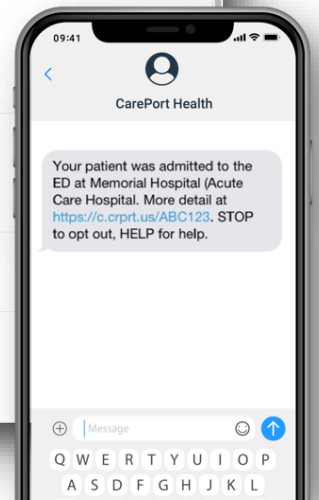 09:41
CarePort Health
Your patient was admitted to the
ED at Memorial Hospital (Acute
Care Hospital. More detail at
https://c.crprt.us/ABC123. STOP
to opt out, HELP for help.
Message
Q W E R T Y U I O P
A S D F G H J K L